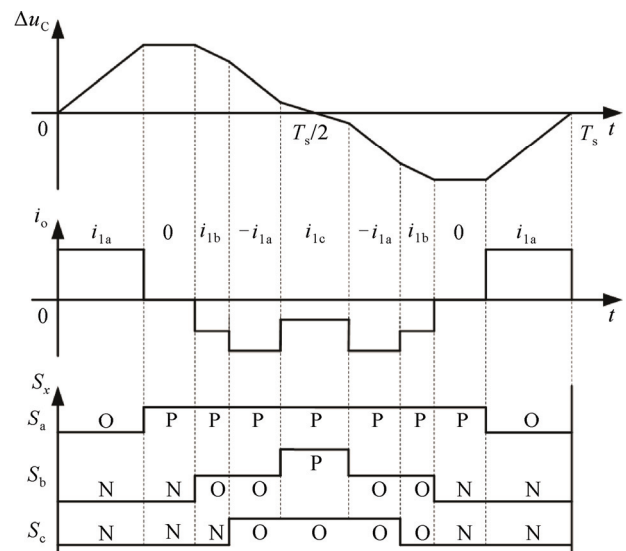 Δu_C
0 T_s/2 T_s t
i_o
i_1a 0 i_1b -i_1a i_1c -i_1a i_1b 0 i_1a
0 t
S_x
S_a O P P P P P P P O
S_b N N O O P O O N N
S_c N N N O O O O N N